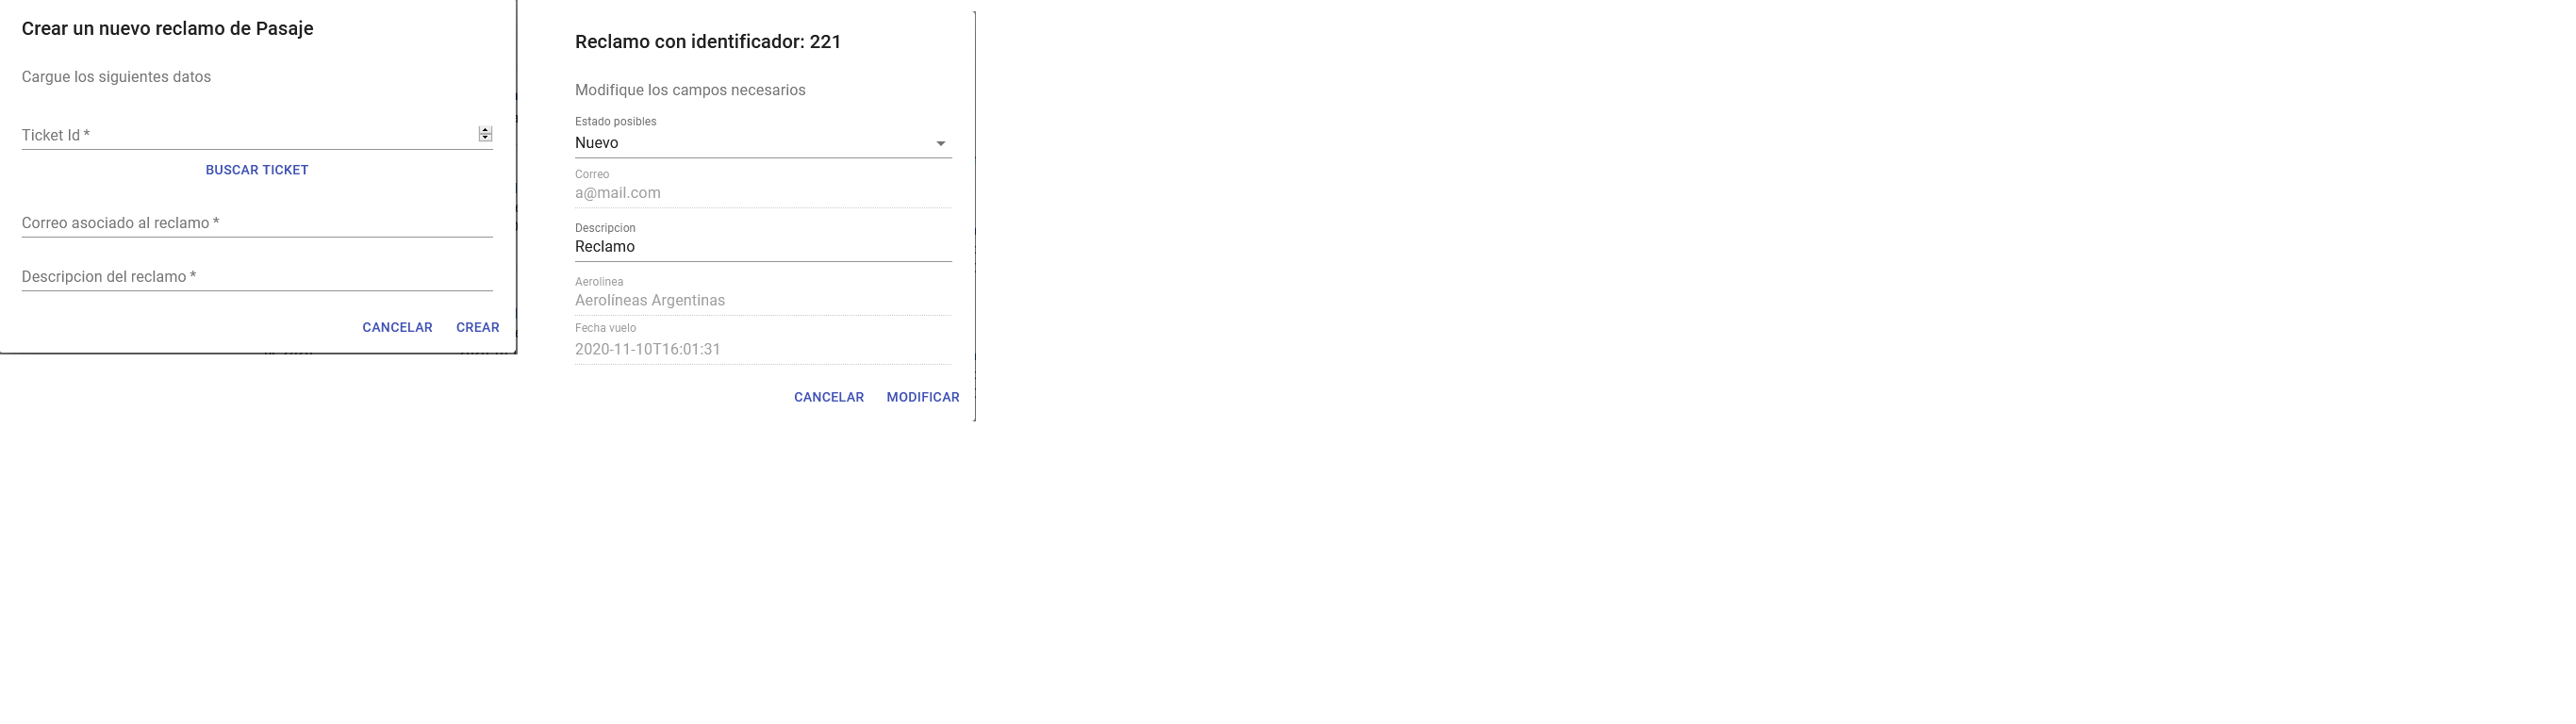 Crear un nuevo reclamo de Pasaje
Cargue los siguientes datos
Ticket Id *
BUSCAR TICKET
Correo asociado al reclamo *
Descripcion del reclamo *
CANCELAR CREAR
Reclamo con identificador: 221
Modifique los campos necesarios
Estado posibles
Nuevo
Correo
a@mail.com
Descripcion
Reclamo
Aerolinea
Aerolíneas Argentinas
Fecha vuelo
2020-11-10T16:01:31
CANCELAR MODIFICAR